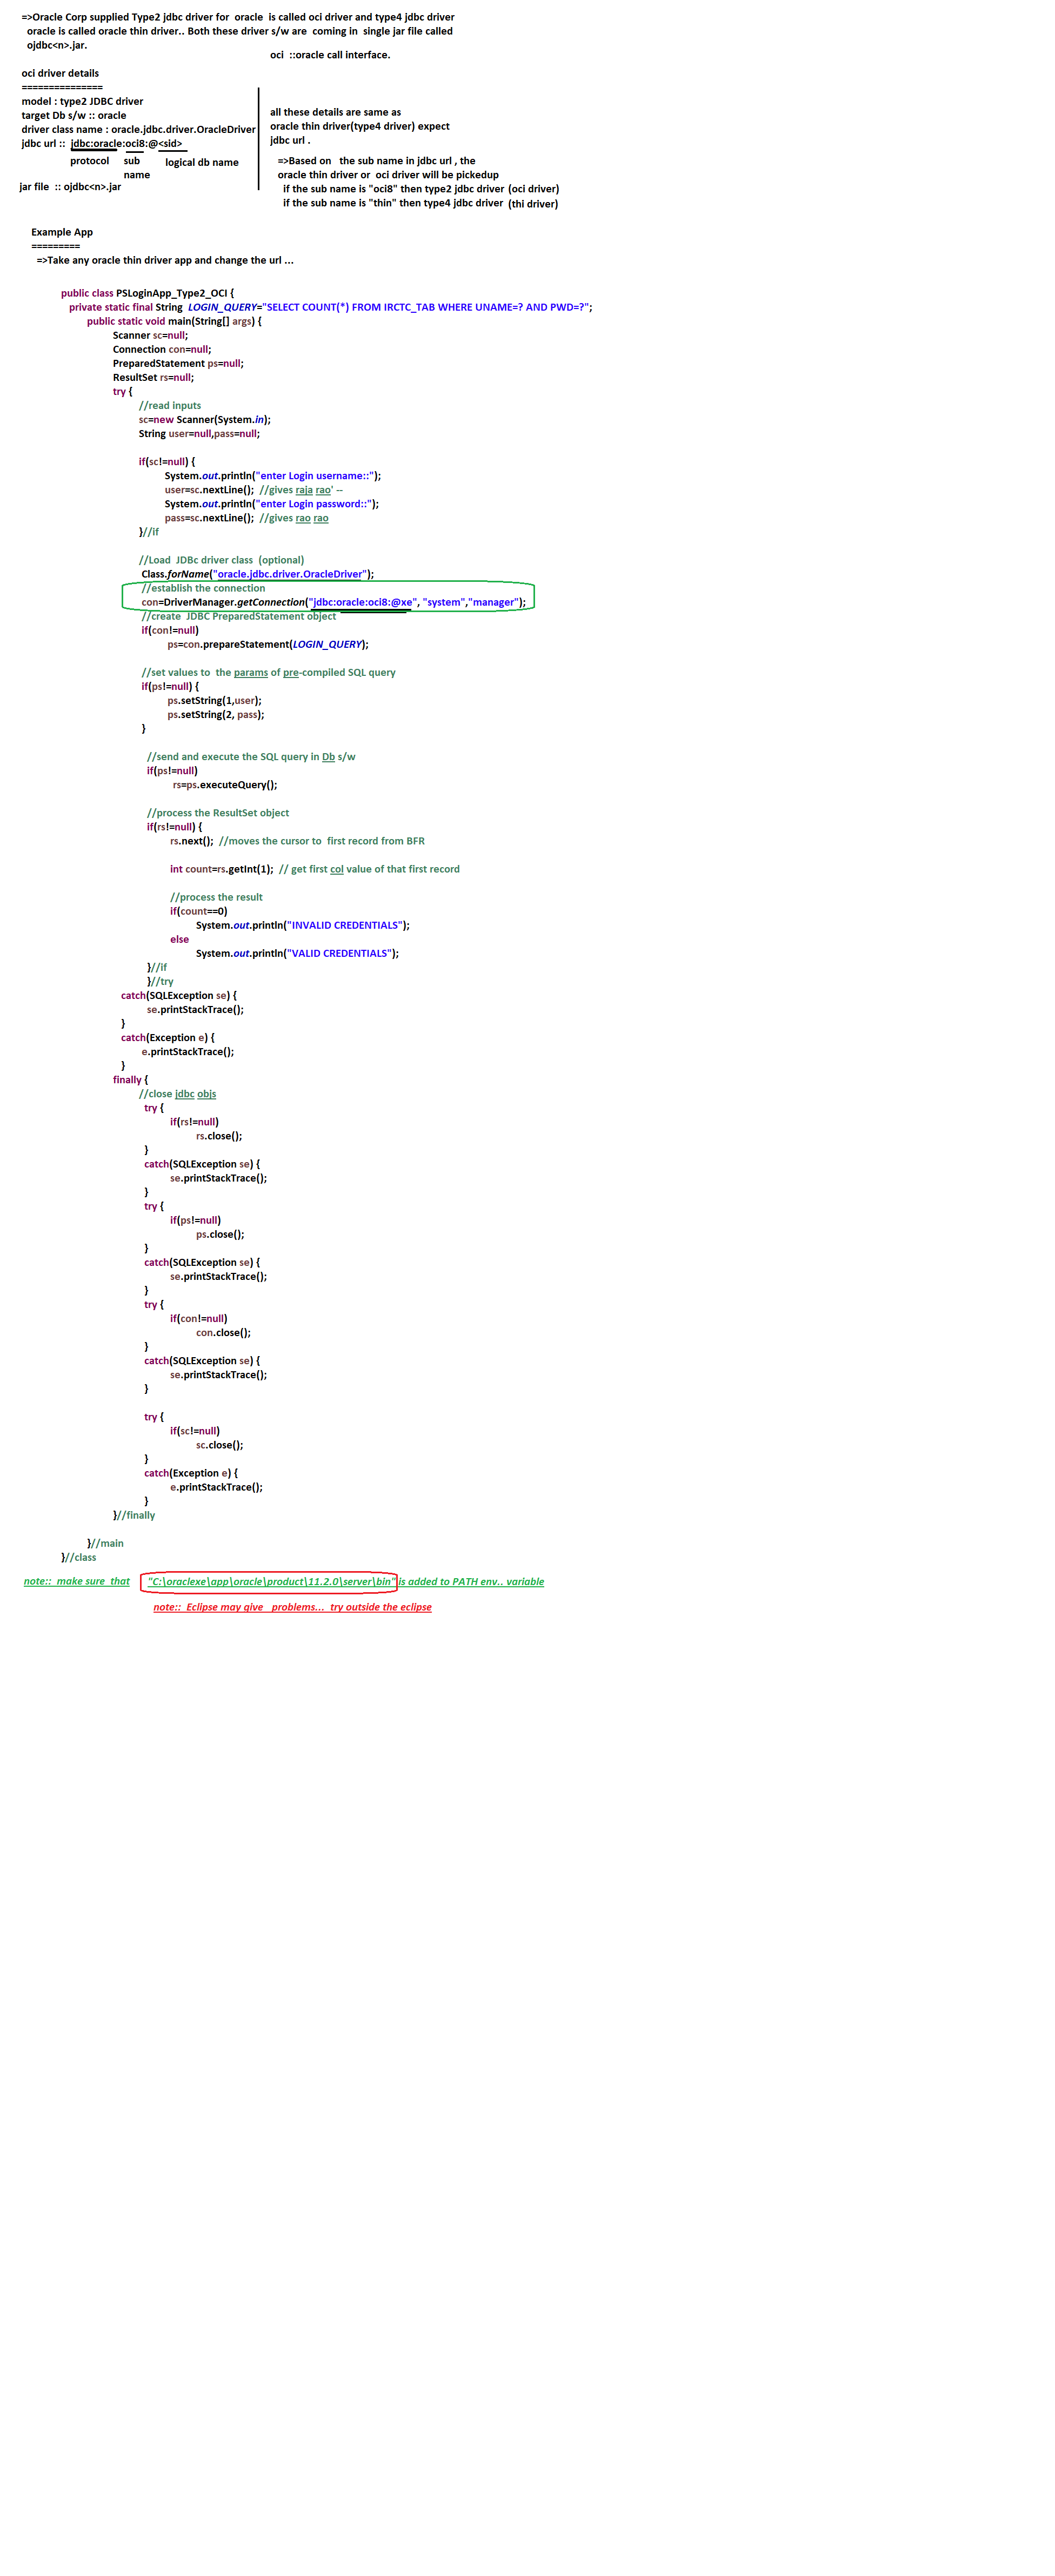 =>Oracle Corp supplied Type2 jdbc driver for  oracle  is called oci driver and type4 jdbc driver
oracle is called oracle thin driver.. Both these driver s/w are  coming in  single jar file called
ojdbc<n>.jar.
oci  ::oracle call interface.
oci driver details
===============
model : type2 JDBC driver
target Db s/w :: oracle
driver class name : oracle.jdbc.driver.OracleDriver
jdbc url ::  jdbc:oracle:oci8:@<sid>
protocol    sub    logical db name
name
jar file  :: ojdbc<n>.jar
all these details are same as
oracle thin driver(type4 driver) expect
jdbc url .
=>Based on   the sub name in jdbc url , the
oracle thin driver or  oci driver will be pickedup
if the sub name is "oci8" then type2 jdbc driver (oci driver)
if the sub name is "thin" then type4 jdbc driver (thi driver)
Example App
=========
=>Take any oracle thin driver app and change the url ...
public class PSLoginApp_Type2_OCI {
private static final String  LOGIN_QUERY="SELECT COUNT(*) FROM IRCTC_TAB WHERE UNAME=? AND PWD=?";
public static void main(String[] args) {
Scanner sc=null;
Connection con=null;
PreparedStatement ps=null;
ResultSet rs=null;
try {
//read inputs
sc=new Scanner(System.in);
String user=null,pass=null;
if(sc!=null) {
System.out.println("enter Login username::");
user=sc.nextLine();  //gives raja rao' --
System.out.println("enter Login password::");
pass=sc.nextLine();  //gives rao rao
}//if
//Load  JDBc driver class  (optional)
Class.forName("oracle.jdbc.driver.OracleDriver");
//establish the connection
con=DriverManager.getConnection("jdbc:oracle:oci8:@xe", "system","manager");
//create  JDBC PreparedStatement object
if(con!=null)
ps=con.prepareStatement(LOGIN_QUERY);
//set values to  the params of pre-compiled SQL query
if(ps!=null) {
ps.setString(1,user);
ps.setString(2, pass);
}
//send and execute the SQL query in Db s/w
if(ps!=null)
rs=ps.executeQuery();
//process the ResultSet object
if(rs!=null) {
rs.next();  //moves the cursor to  first record from BFR
int count=rs.getInt(1);  // get first col value of that first record
//process the result
if(count==0)
System.out.println("INVALID CREDENTIALS");
else
System.out.println("VALID CREDENTIALS");
}//if
}//try
catch(SQLException se) {
se.printStackTrace();
}
catch(Exception e) {
e.printStackTrace();
}
finally {
//close jdbc objs
try {
if(rs!=null)
rs.close();
}
catch(SQLException se) {
se.printStackTrace();
}
try {
if(ps!=null)
ps.close();
}
catch(SQLException se) {
se.printStackTrace();
}
try {
if(con!=null)
con.close();
}
catch(SQLException se) {
se.printStackTrace();
}
try {
if(sc!=null)
sc.close();
}
catch(Exception e) {
e.printStackTrace();
}
}//finally
}//main
}//class
note::  make sure  that    "C:\oraclexe\app\oracle\product\11.2.0\server\bin" is added to PATH env.. variable
note::  Eclipse may give   problems...  try outside the eclipse